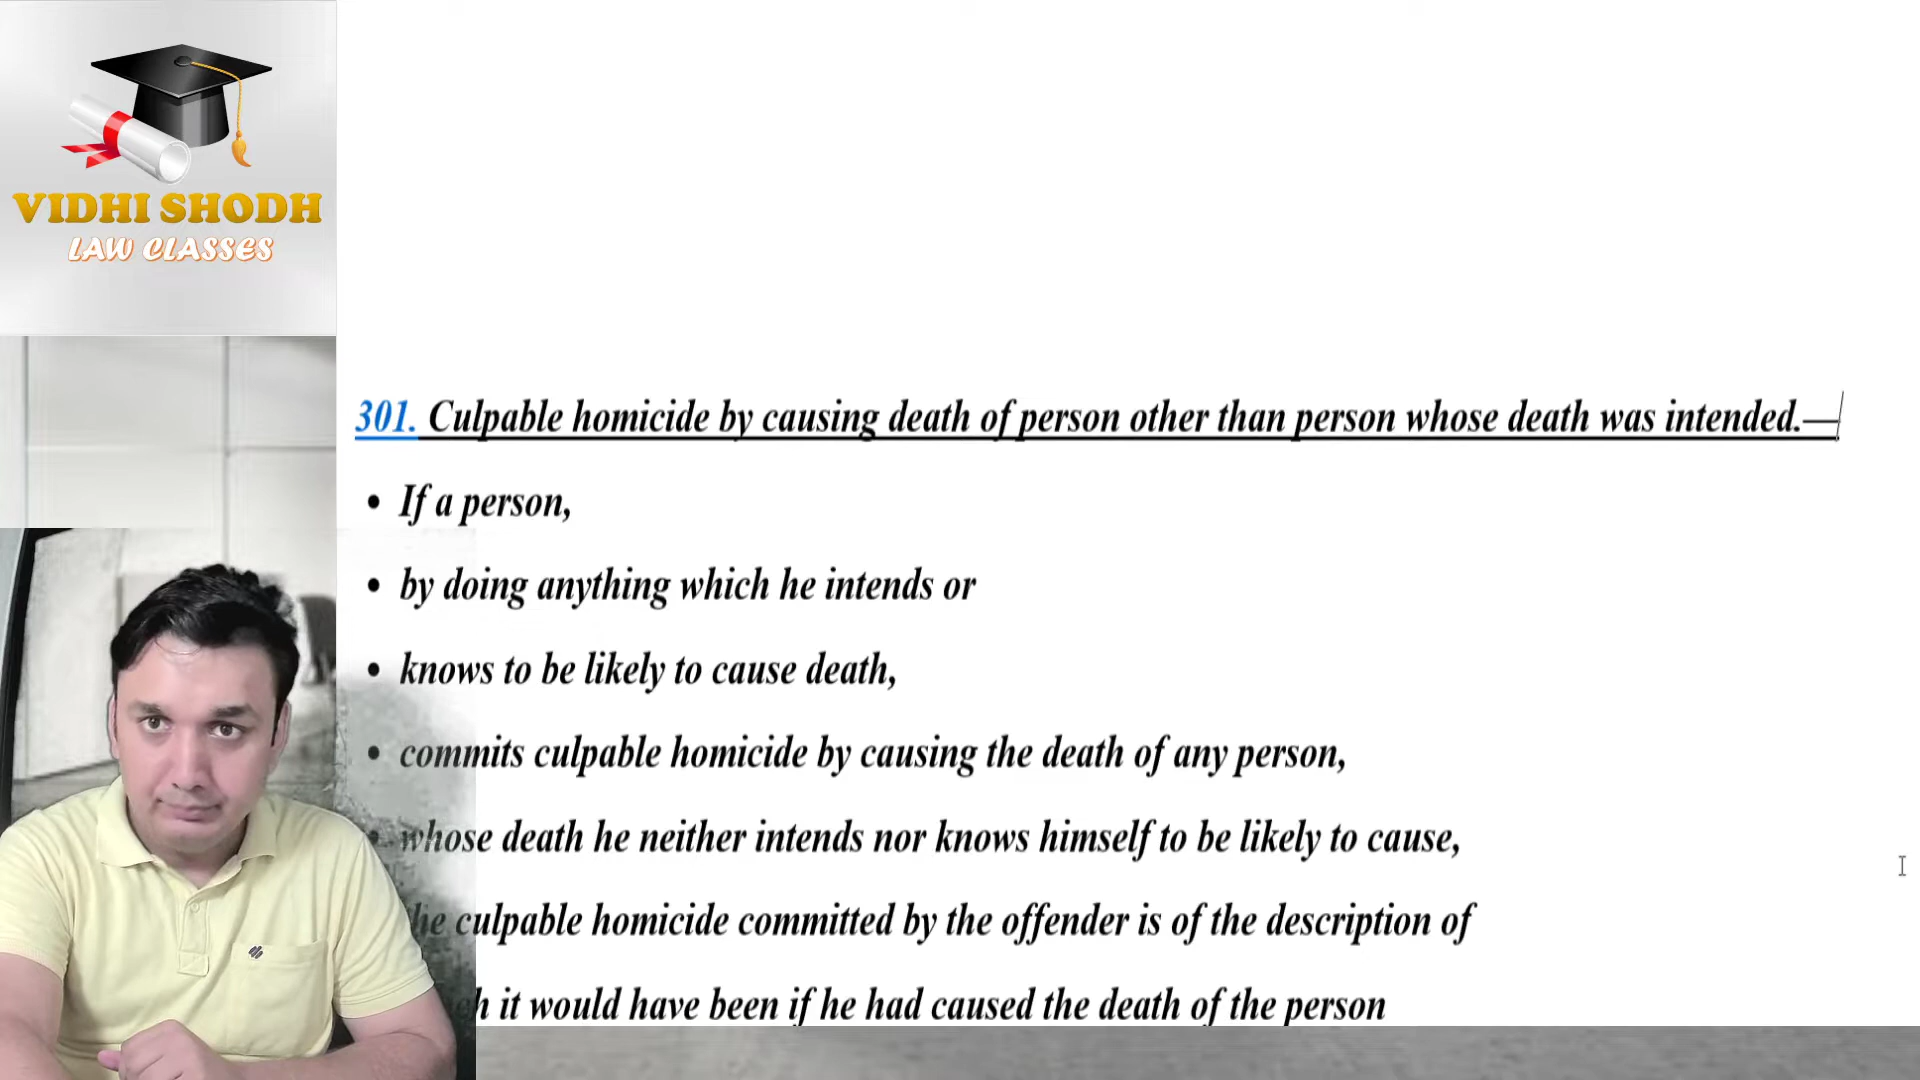 VIDHI SHODH
LAW CLASSES
301. Culpable homicide by causing death of person other than person whose death was intended.—
• If a person,
• by doing anything which he intends or
• knows to be likely to cause death,
• commits culpable homicide by causing the death of any person,
• whose death he neither intends nor knows himself to be likely to cause,
the culpable homicide committed by the offender is of the description of
it would have been if he had caused the death of the person